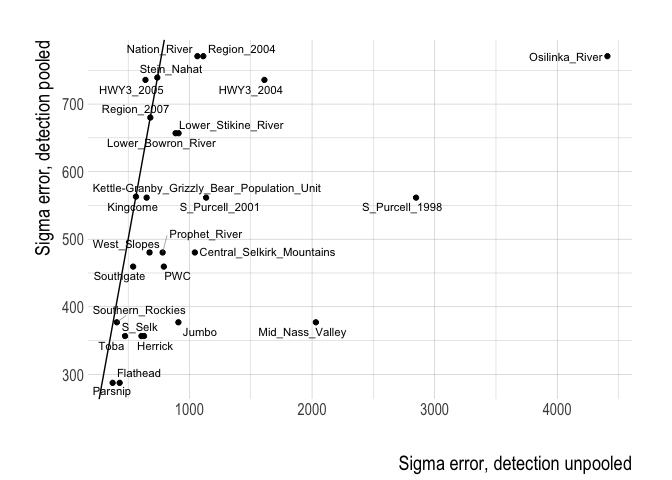 Sigma error, detection pooled
Nation_River
Region_2004
Osilinka_River
Stein_Nahat
HWY3_2005
HWY3_2004
700
Region_2007
Lower_Stikine_River
Lower_Bowron_River
600
Kettle-Granby_Grizzly_Bear_Population_Unit
Kingcome
S_Purcell_2001
S_Purcell_1998
500
Prophet_River
West_Slopes
Central_Selkirk_Mountains
Southgate
PWC
400
Southern_Rockies
S_Selk
Jumbo
Mid_Nass_Valley
Toba
Herrick
300
Flathead
Parsnip
1000
2000
3000
4000
Sigma error, detection unpooled